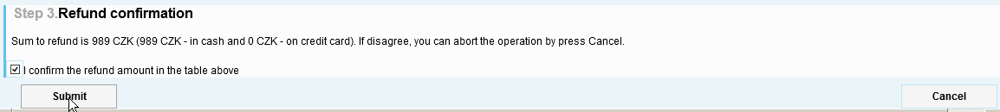 Step 3.Refund confirmation
Sum to refund is 989 CZK (989 CZK - in cash and 0 CZK - on credit card). If disagree, you can abort the operation by press Cancel.
I confirm the refund amount in the table above
Submit Cancel